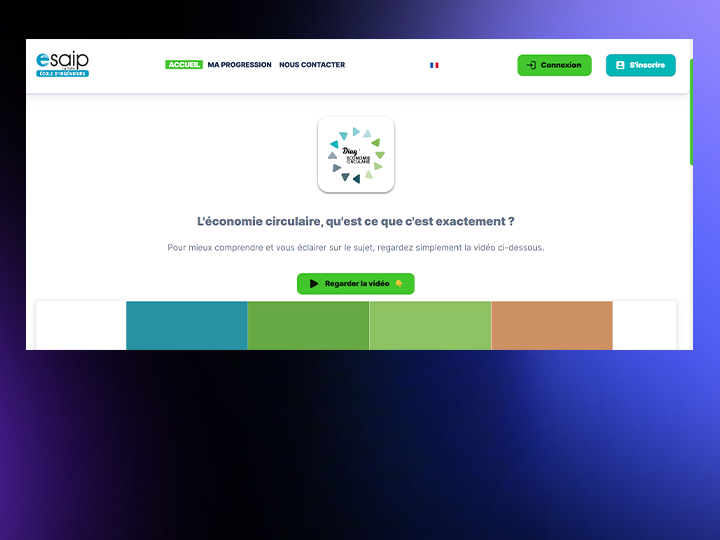 esaip
ÉCOLE D'INGÉNIEURS
ACCUEIL MA PROGRESSION NOUS CONTACTER
Connexion
S'inscrire
Diag'
ÉCONOMIE
CIRCULAIRE
L'économie circulaire, qu'est ce que c'est exactement ?
Pour mieux comprendre et vous éclairer sur le sujet, regardez simplement la vidéo ci-dessous.
Regarder la vidéo 👇